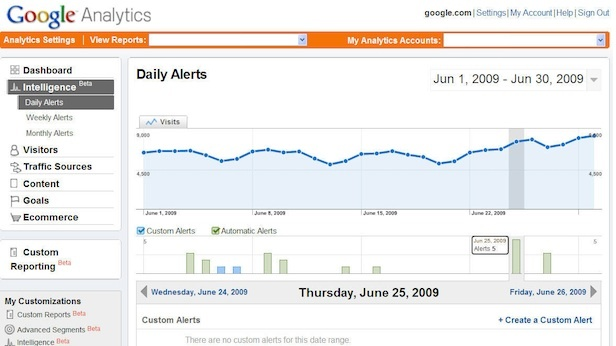 Google Analytics
google.com | Settings | My Account | Help | Sign Out
Analytics Settings | View Reports:
My Analytics Accounts:
Dashboard
Intelligence Beta
Daily Alerts
Weekly Alerts
Monthly Alerts
Visitors
Traffic Sources
Content
Goals
Ecommerce
Custom
Reporting Beta
My Customizations
Custom Reports Beta
Advanced Segments Beta
Intelligence Beta
Daily Alerts
Jun 1, 2009 - Jun 30, 2009
Visits
9,000 9,000
4,500 4,500
June 1, 2009 June 8, 2009 June 15, 2009 June 22, 2009
Custom Alerts Automatic Alerts
5 5
Jun 25, 2009
Alerts 5
Wednesday, June 24, 2009 Thursday, June 25, 2009 Friday, June 26, 2009
Custom Alerts + Create a Custom Alert
There are no custom alerts for this date range.